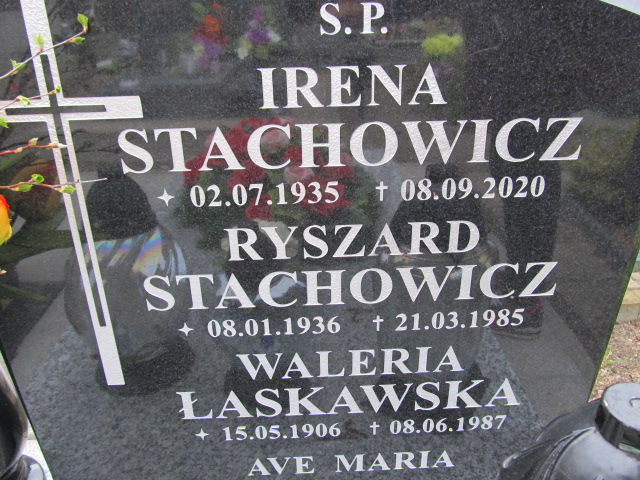 S.P.
IRENA
STACHOWICZ
✦ 02.07.1935 † 08.09.2020
RYSZARD
STACHOWICZ
✦ 08.01.1936 † 21.03.1985
WALERIA
ŁASKAWSKA
✦ 15.05.1906 † 08.06.1987
AVE MARIA